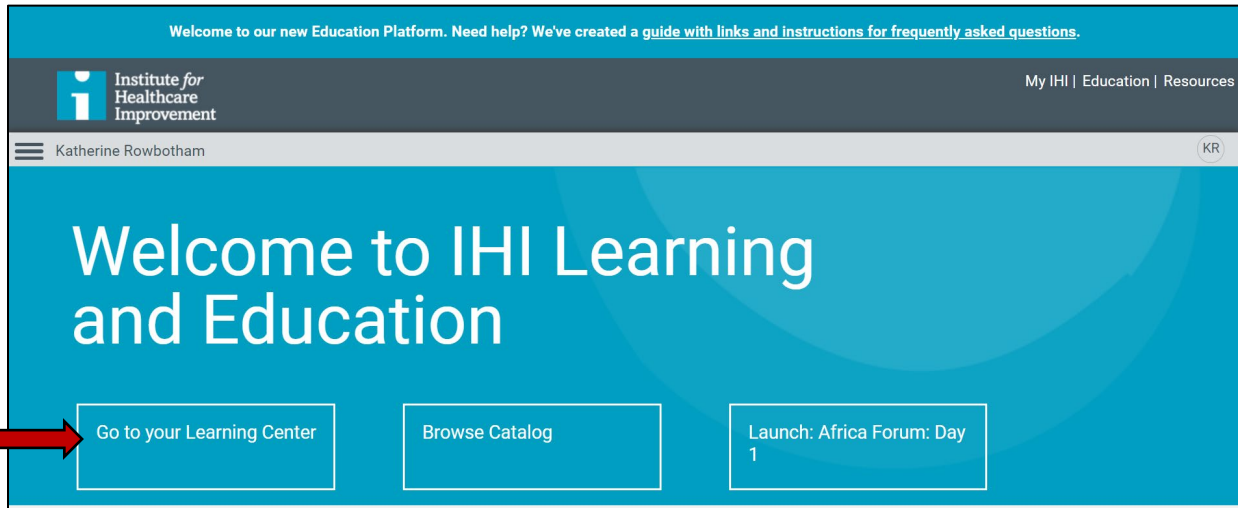 Welcome to our new Education Platform. Need help? We've created a guide with links and instructions for frequently asked questions.
Institute for
Healthcare
Improvement
My IHI | Education | Resources
Katherine Rowbotham
KR
Welcome to IHI Learning
and Education
Go to your Learning Center
Browse Catalog
Launch: Africa Forum: Day
1